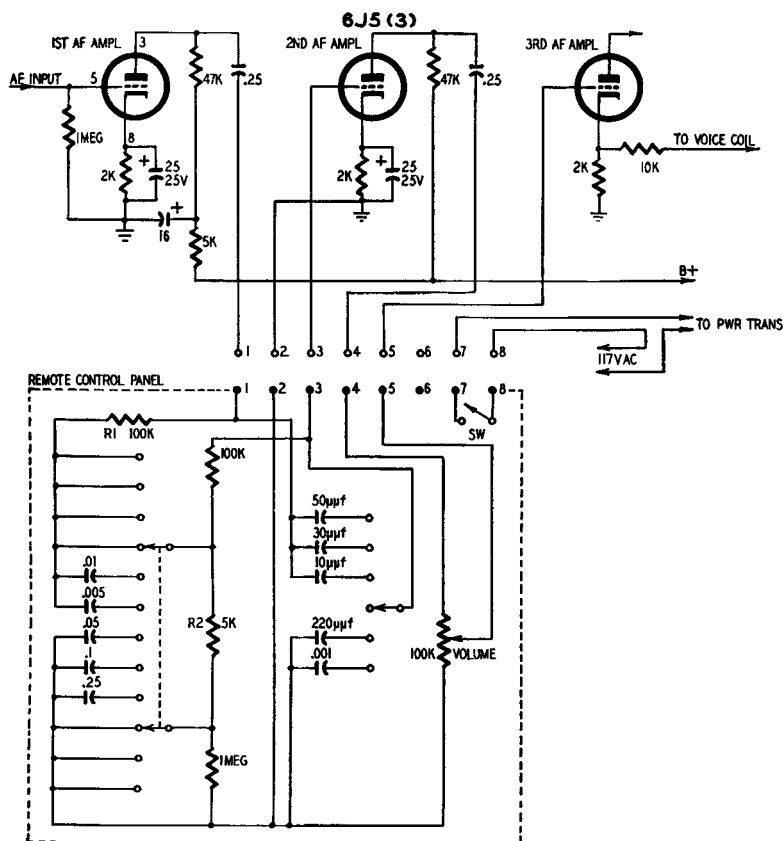 6J5 (3)
1ST AF AMPL
3
2ND AF AMPL
3RD AF AMPL
AF INPUT
5
47K
.25
47K
.25
1MEG
8
+
2K
25
25V
+
2K
25
25V
2K
10K
TO VOICE COIL
+
16
5K
B+
TO PWR TRANS
117VAC
1 2 3 4 5 6 7 8
REMOTE CONTROL PANEL
1 2 3 4 5 6 7 8
R1 100K
SW
100K
50μμf
30μμf
10μμf
.01
.005
.05
.1
.25
R2 5K
220μμf
.001
100K VOLUME
1MEG